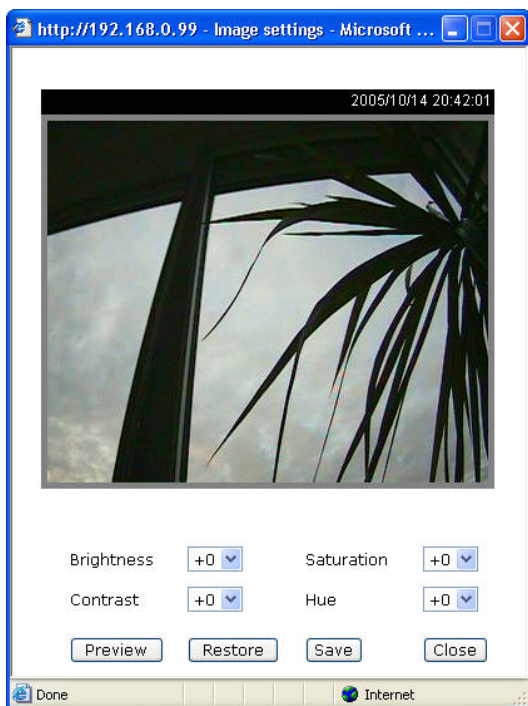 http://192.168.0.99 - Image settings - Microsoft ...
2005/10/14 20:42:01
Brightness +0 Saturation +0
Contrast +0 Hue +0
Preview Restore Save Close
Done Internet